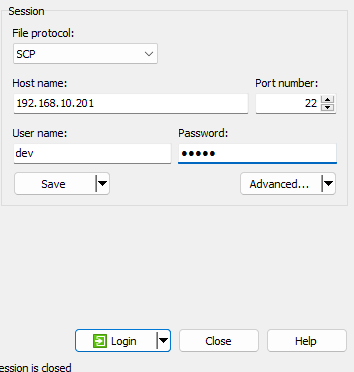 Session
File protocol:
SCP
Host name:
Port number:
192.168.10.201
22
User name:
Password:
dev
●●●●●
Save
Advanced...
Login
Close
Help
ession is closed